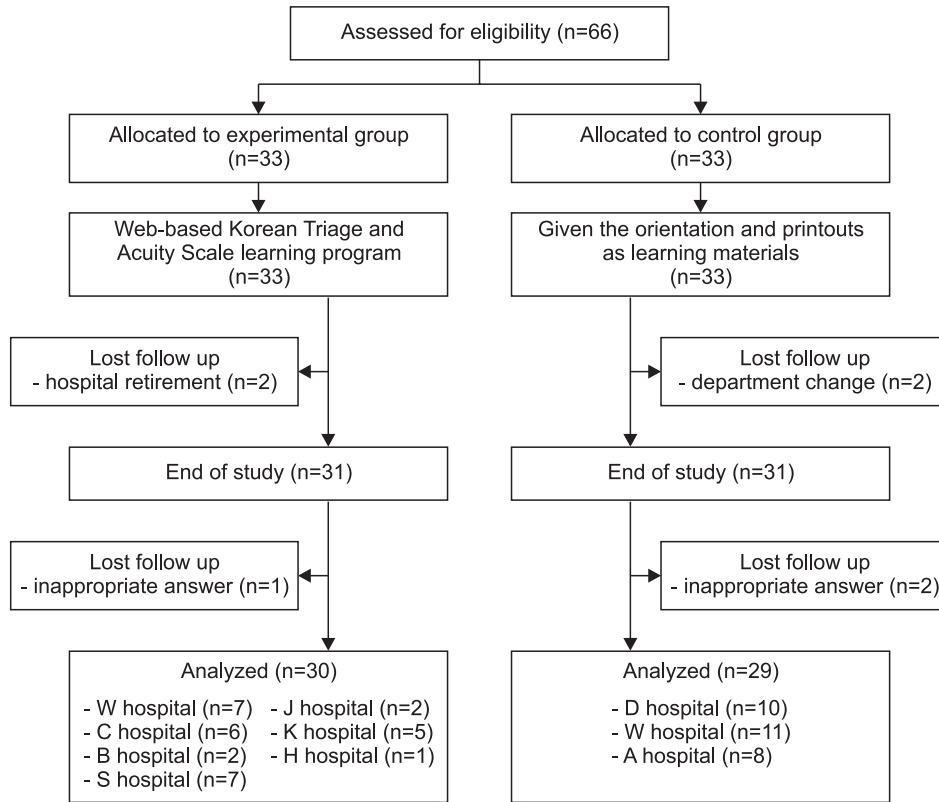 Assessed for eligibility (n=66)
Allocated to experimental group
(n=33)
Allocated to control group
(n=33)
Web-based Korean Triage and
Acuity Scale learning program
(n=33)
Given the orientation and printouts
as learning materials
(n=33)
Lost follow up
- hospital retirement (n=2)
Lost follow up
- department change (n=2)
End of study (n=31)
End of study (n=31)
Lost follow up
- inappropriate answer (n=1)
Lost follow up
- inappropriate answer (n=2)
Analyzed (n=30)
- W hospital (n=7)
- C hospital (n=6)
- B hospital (n=2)
- S hospital (n=7)
- J hospital (n=2)
- K hospital (n=5)
- H hospital (n=1)
Analyzed (n=29)
- D hospital (n=10)
- W hospital (n=11)
- A hospital (n=8)